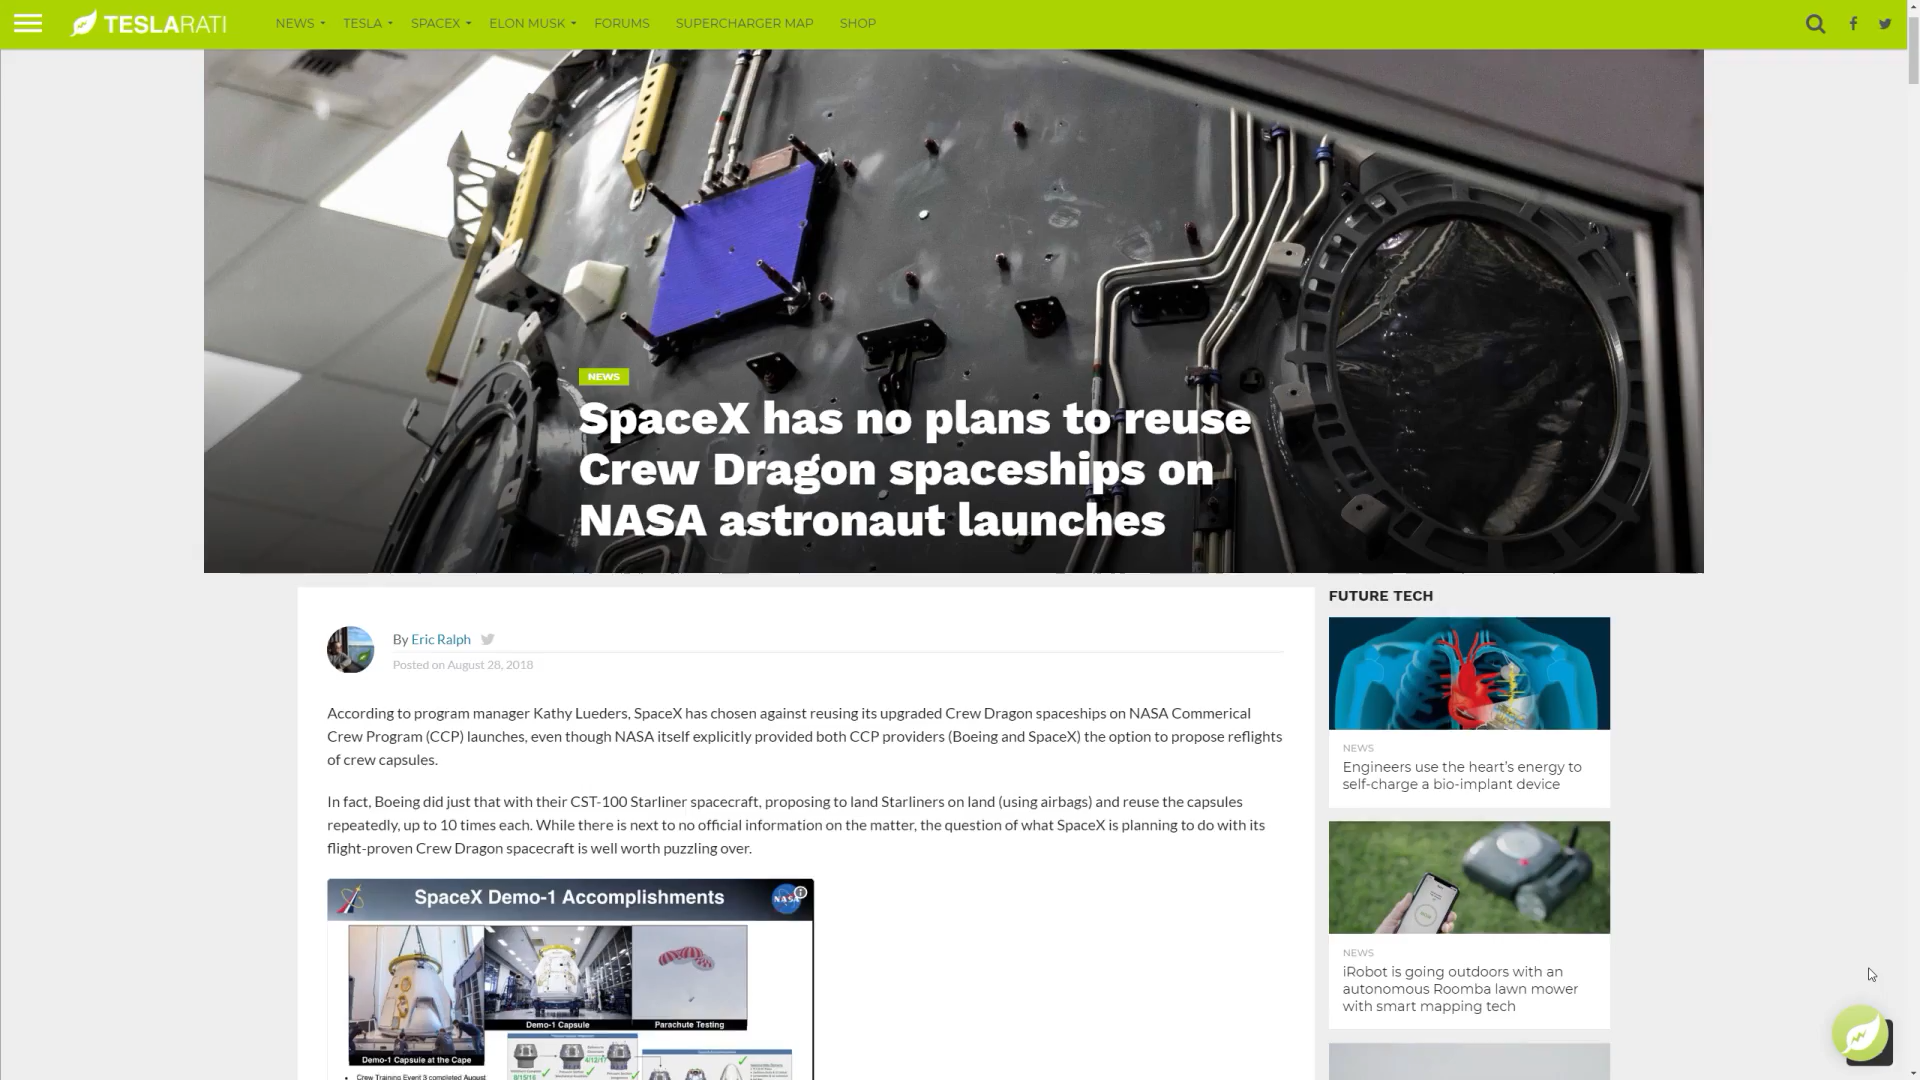 TESLARATI
NEWS TESLA SPACEX ELON MUSK FORUMS SUPERCHARGER MAP SHOP
NEWS
SpaceX has no plans to reuse
Crew Dragon spaceships on
NASA astronaut launches
By Eric Ralph
Posted on August 28, 2018
According to program manager Kathy Lueders, SpaceX has chosen against reusing its upgraded Crew Dragon spaceships on NASA Commerical
Crew Program (CCP) launches, even though NASA itself explicitly provided both CCP providers (Boeing and SpaceX) the option to propose reflights
of crew capsules.
In fact, Boeing did just that with their CST-100 Starliner spacecraft, proposing to land Starliners on land (using airbags) and reuse the capsules
repeatedly, up to 10 times each. While there is next to no official information on the matter, the question of what SpaceX is planning to do with its
flight-proven Crew Dragon spacecraft is well worth puzzling over.
SpaceX Demo-1 Accomplishments
NASA
Demo-1 Capsule
Parachute Testing
Demo-1 Capsule at the Cape
• Crew Training Event 3 completed August
FUTURE TECH
NEWS
Engineers use the heart's energy to
self-charge a bio-implant device
NEWS
iRobot is going outdoors with an
autonomous Roomba lawn mower
with smart mapping tech